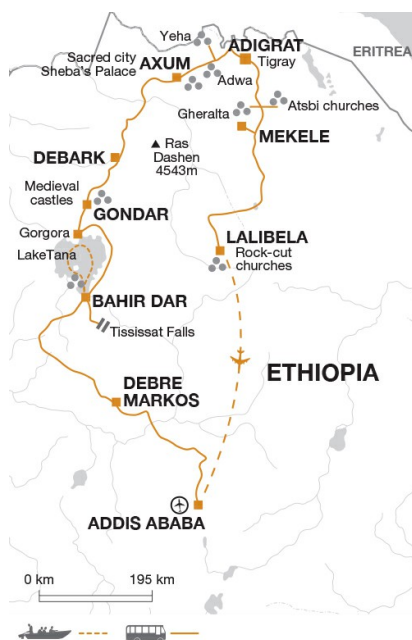 Yeha
ADIGRAT
Tigray
ERITREA
Sacred city
Sheba's Palace
AXUM
Adwa
Gheralta
Atsbi churches
MEKELE
Ras
Dashen
4543m
DEBARK
Medieval
castles
GONDAR
Gorgora
LakeTana
LALIBELA
Rock-cut
churches
BAHIR DAR
Tississat Falls
ETHIOPIA
DEBRE
MARKOS
ADDIS ABABA
0 km
195 km